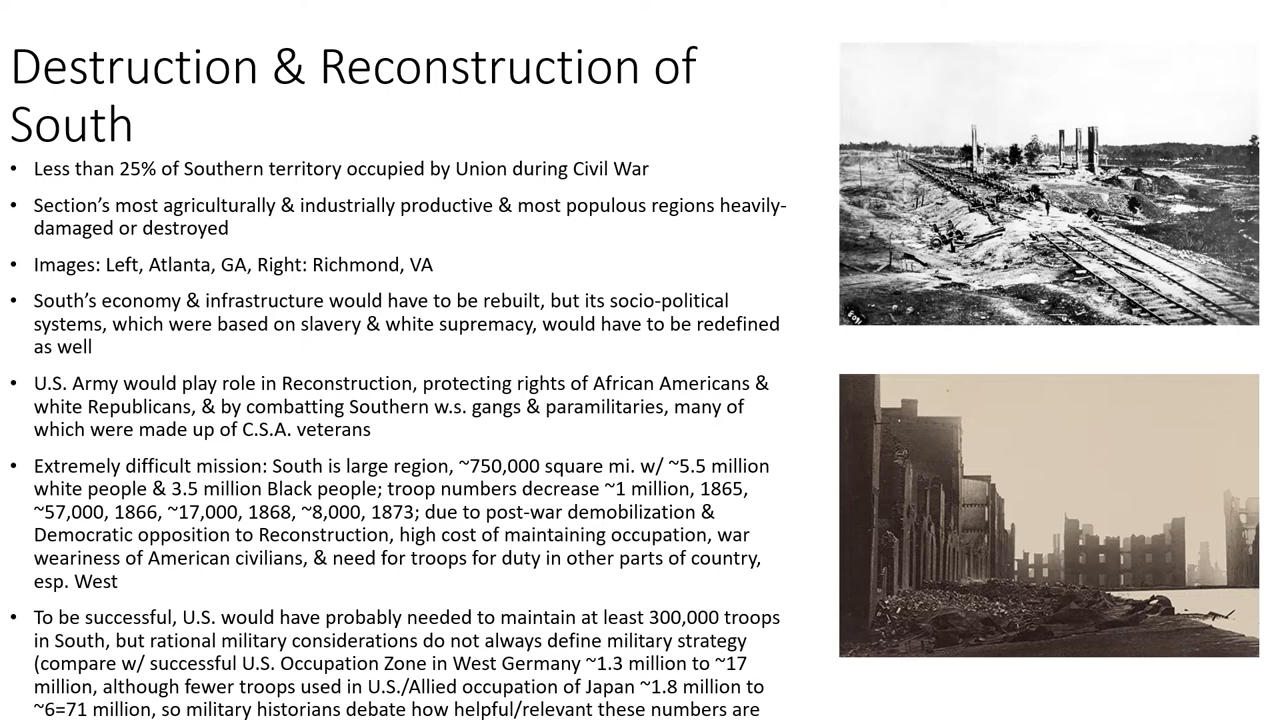 Destruction & Reconstruction of
South
• Less than 25% of Southern territory occupied by Union during Civil War
• Section's most agriculturally & industrially productive & most populous regions heavily-
damaged or destroyed
• Images: Left, Atlanta, GA, Right: Richmond, VA
• South's economy & infrastructure would have to be rebuilt, but its socio-political
systems, which were based on slavery & white supremacy, would have to be redefined
as well
• U.S. Army would play role in Reconstruction, protecting rights of African Americans &
white Republicans, & by combatting Southern w.s. gangs & paramilitaries, many of
which were made up of C.S.A. veterans
• Extremely difficult mission: South is large region, ~750,000 square mi. w/ ~5.5 million
white people & 3.5 million Black people; troop numbers decrease ~1 million, 1865,
~57,000, 1866, ~17,000, 1868, ~8,000, 1873; due to post-war demobilization &
Democratic opposition to Reconstruction, high cost of maintaining occupation, war
weariness of American civilians, & need for troops for duty in other parts of country,
esp. West
• To be successful, U.S. would have probably needed to maintain at least 300,000 troops
in South, but rational military considerations do not always define military strategy
(compare w/ successful U.S. Occupation Zone in West Germany ~1.3 million to ~17
million, although fewer troops used in U.S./Allied occupation of Japan ~1.8 million to
~6=71 million, so military historians debate how helpful/relevant these numbers are